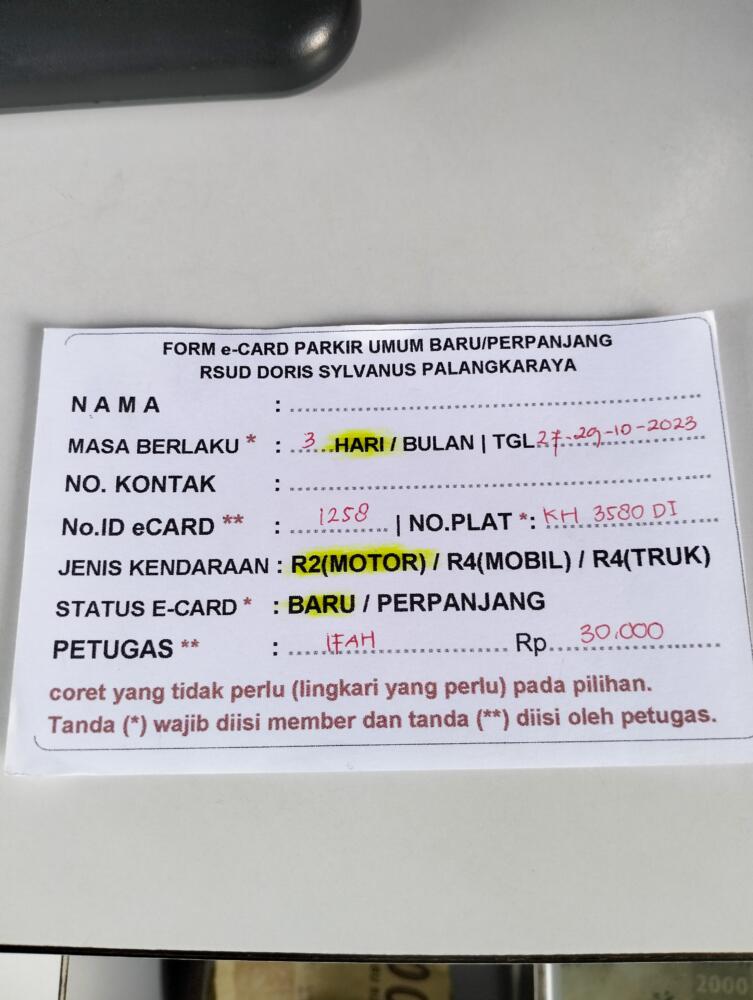 FORM e-CARD PARKIR UMUM BARU/PERPANJANG
RSUD DORIS SYLVANUS PALANGKARAYA
N A M A :
MASA BERLAKU * : 3 HARI / BULAN | TGL 27-29-10-2023
NO. KONTAK :
No.ID eCARD ** : 1258 | NO.PLAT *: KH 3580 DI
JENIS KENDARAAN : R2(MOTOR) / R4(MOBIL) / R4(TRUK)
STATUS E-CARD * : BARU / PERPANJANG
PETUGAS ** : IFAH Rp 30.000
coret yang tidak perlu (lingkari yang perlu) pada pilihan.
Tanda (*) wajib diisi member dan tanda (**) diisi oleh petugas.
2000